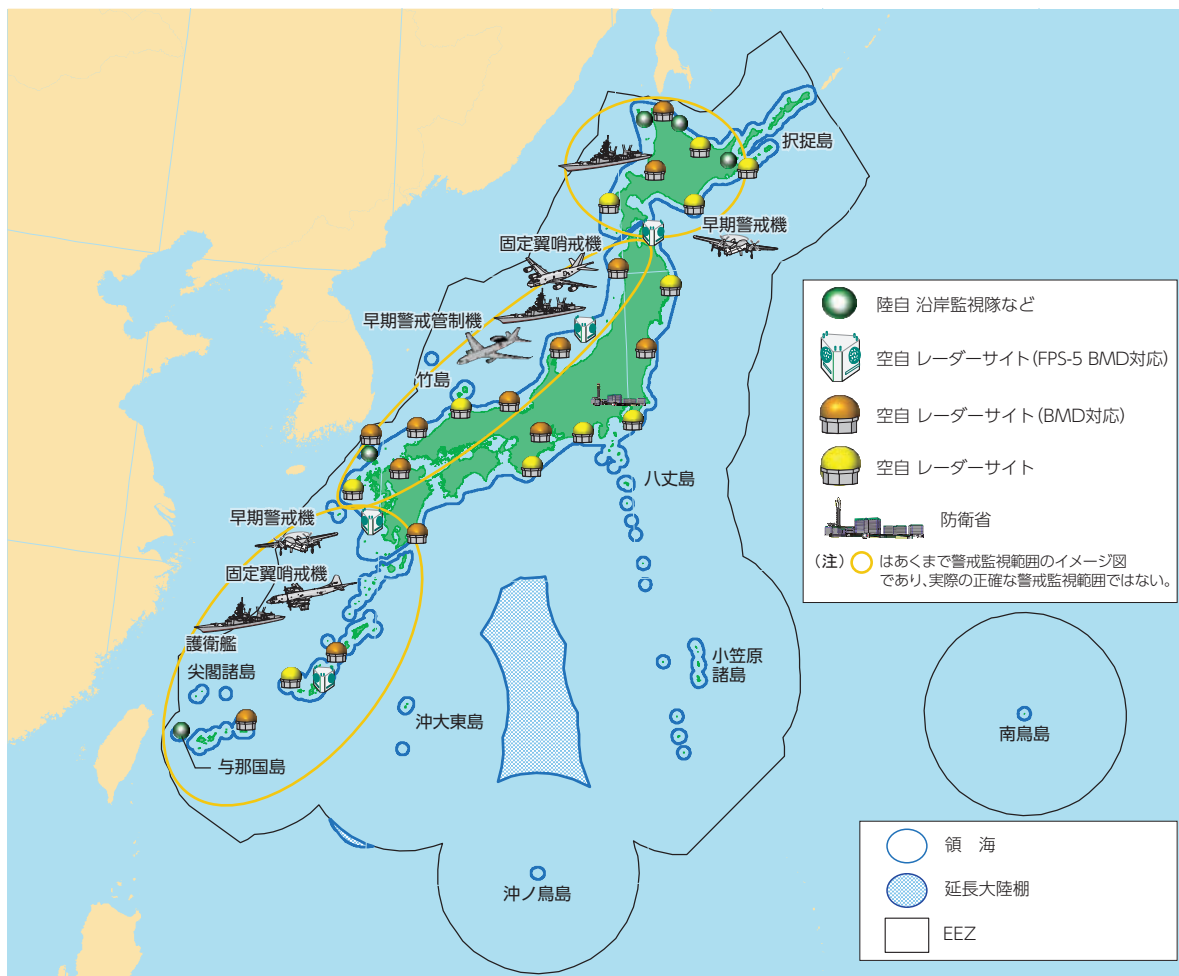 択捉島
早期警戒機
固定翼哨戒機
早期警戒管制機
竹島
八丈島
早期警戒機
固定翼哨戒機
護衛艦
尖閣諸島
与那国島
沖大東島
小笠原
諸島
南鳥島
沖ノ鳥島
陸自 沿岸監視隊など
空自 レーダーサイト(FPS-5 BMD対応)
空自 レーダーサイト(BMD対応)
空自 レーダーサイト
防衛省
(注) はあくまで警戒監視範囲のイメージ図
であり、実際の正確な警戒監視範囲ではない。
領 海
延長大陸棚
EEZ